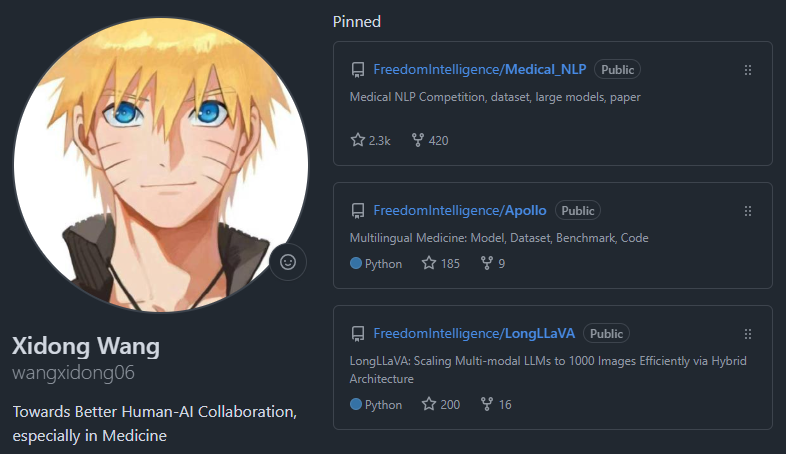 Xidong Wang
wangxidong06
Towards Better Human-AI Collaboration,
especially in Medicine
Pinned
FreedomIntelligence/Medical_NLP Public
Medical NLP Competition, dataset, large models, paper
2.3k 420
FreedomIntelligence/Apollo Public
Multilingual Medicine: Model, Dataset, Benchmark, Code
Python 185 9
FreedomIntelligence/LongLLaVA Public
LongLLaVA: Scaling Multi-modal LLMs to 1000 Images Efficiently via Hybrid
Architecture
Python 200 16